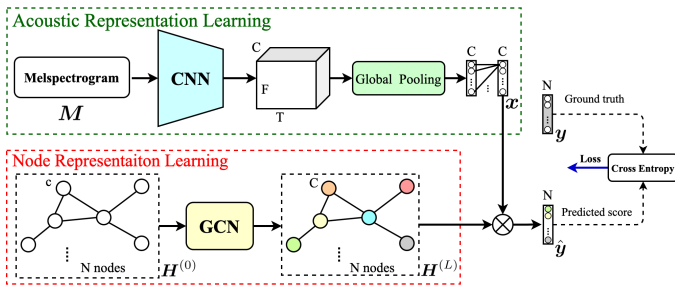 Acoustic Representation Learning
Melspectrogram
M
CNN
C
F
T
Global Pooling
C C
...
...
x
N
Ground truth
y
Loss
Cross Entropy
N
Predicted score
ŷ
Node Representaiton Learning
c
...
N nodes
H^(0)
GCN
C
...
N nodes
H^(L)